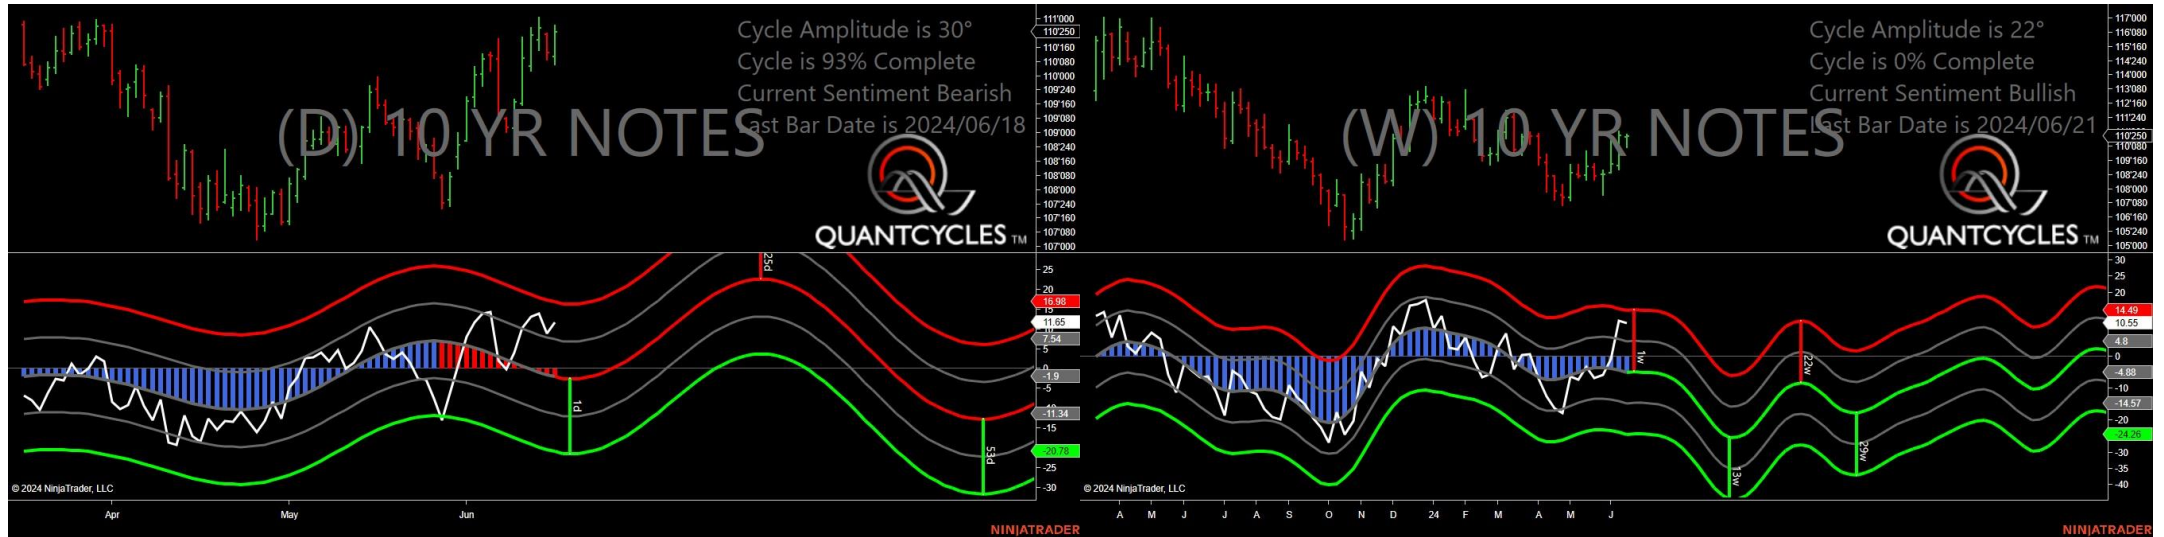 Cycle Amplitude is 30°
Cycle is 93% Complete
Current Sentiment Bearish
Last Bar Date is 2024/06/18
(D) 10 YR NOTES
QUANTCYCLES TM
111'000
110'250
110'160
110'080
110'000
109'240
109'160
109'080
109'000
108'240
108'160
108'080
108'000
107'240
107'160
107'080
107'000
25
16.98
15
11.65
7.54
5
0
-1.9
-5
-11.34
-15
-20.78
-25
-30
25d
1d
53d
© 2024 NinjaTrader, LLC
Apr May Jun
NINJATRADER
Cycle Amplitude is 22°
Cycle is 0% Complete
Current Sentiment Bullish
Last Bar Date is 2024/06/21
(W) 10 YR NOTES
QUANTCYCLES TM
117'000
116'080
115'160
114'240
114'000
113'080
112'160
111'240
110'250
110'080
109'160
108'240
108'000
107'080
106'160
105'240
105'000
30
25
20
14.49
10.55
4.8
0
-4.88
-10
-14.57
-20
-24.26
-30
-35
-40
1w
22w
13w
29w
© 2024 NinjaTrader, LLC
A M J J A S O N D 24 F M A M J
NINJATRADER